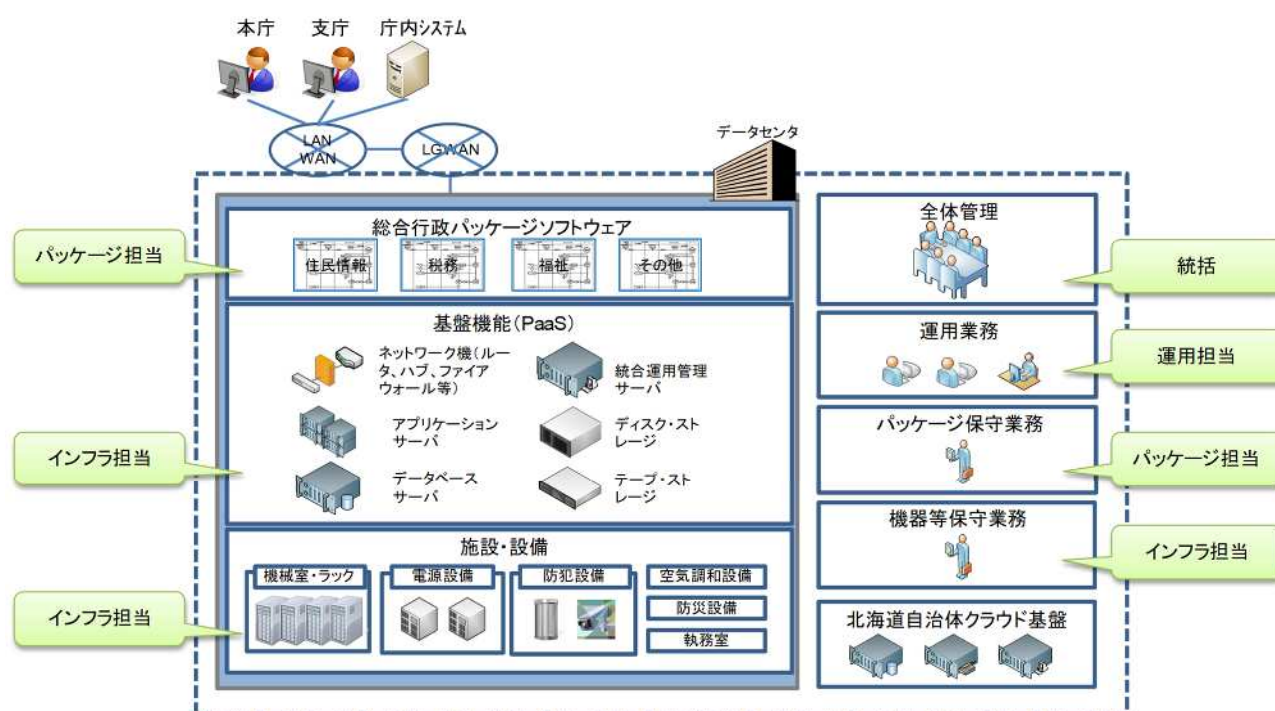 本庁
支庁
庁内システム
LAN
WAN
LGWAN
データセンタ
総合行政パッケージソフトウェア
住民情報
税務
福祉
その他
パッケージ担当
基盤機能(PaaS)
ネットワーク機(ルー
タ、ハブ、ファイア
ウォール等)
統合運用管理
サーバ
アプリケーション
サーバ
ディスク・スト
レージ
データベース
サーバ
テープ・スト
レージ
インフラ担当
施設・設備
機械室・ラック
電源設備
防犯設備
空気調和設備
防災設備
執務室
インフラ担当
全体管理
統括
運用業務
運用担当
パッケージ保守業務
パッケージ担当
機器等保守業務
インフラ担当
北海道自治体クラウド基盤